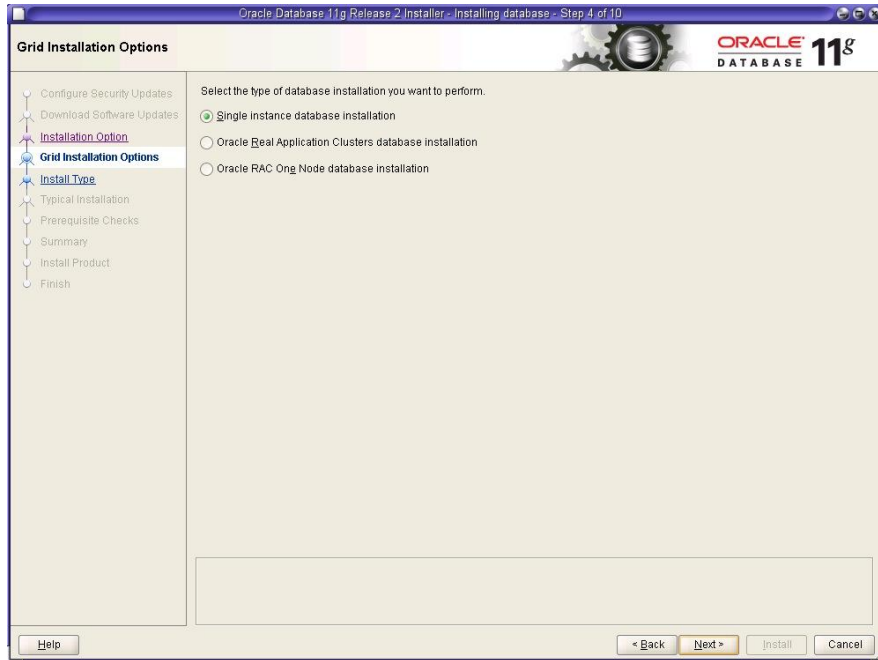 Oracle Database 11g Release 2 Installer - Installing database - Step 4 of 10
Grid Installation Options
ORACLE
DATABASE
11g
Configure Security Updates
Download Software Updates
Installation Option
Grid Installation Options
Install Type
Typical Installation
Prerequisite Checks
Summary
Install Product
Finish
Select the type of database installation you want to perform.
Single instance database installation
Oracle Real Application Clusters database installation
Oracle RAC One Node database installation
Help
< Back
Next >
Install
Cancel